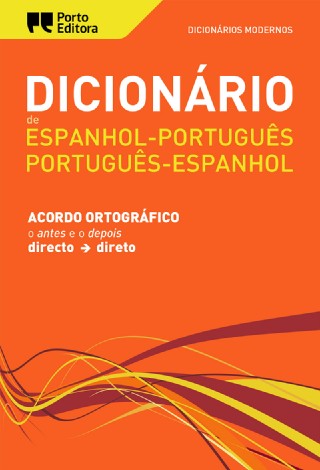 Porto
Editora
DICIONÁRIOS MODERNOS
DICIONÁRIO
de
ESPANHOL-PORTUGUÊS
PORTUGUÊS-ESPANHOL
ACORDO ORTOGRÁFICO
o antes e o depois
directo → direto